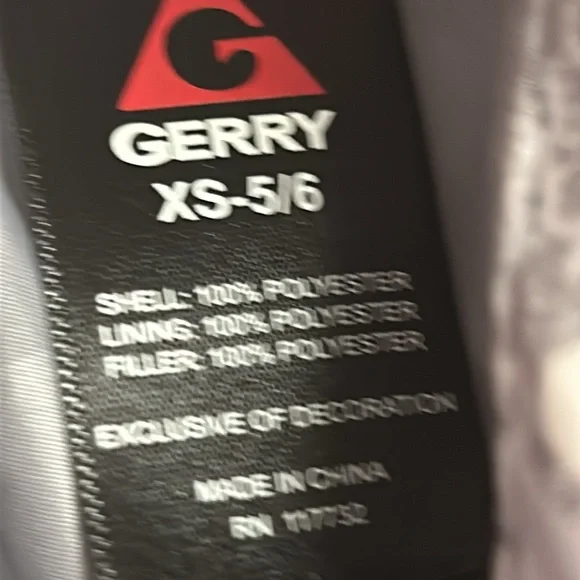 G
GERRY
XS-5/6
SHELL: 100% POLYESTER
LINING: 100% POLYESTER
FILLER: 100% POLYESTER
EXCLUSIVE OF DECORATION
MADE IN CHINA
RN 117732